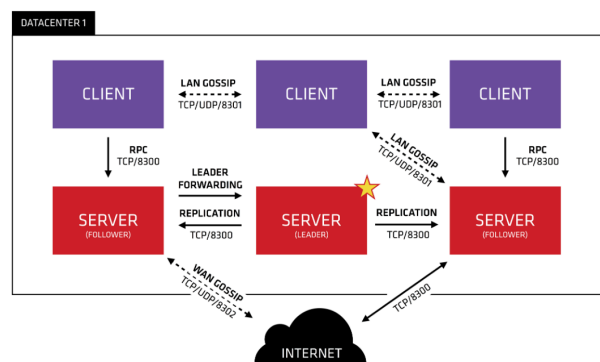 DATACENTER 1
CLIENT
LAN GOSSIP
TCP/UDP/8301
CLIENT
LAN GOSSIP
TCP/UDP/8301
CLIENT
RPC
TCP/8300
LAN GOSSIP
TCP/UDP/8301
RPC
TCP/8300
LEADER
FORWARDING
SERVER
(FOLLOWER)
REPLICATION
TCP/8300
SERVER
(LEADER)
REPLICATION
TCP/8300
SERVER
(FOLLOWER)
WAN GOSSIP
TCP/UDP/8302
TCP/8300
INTERNET